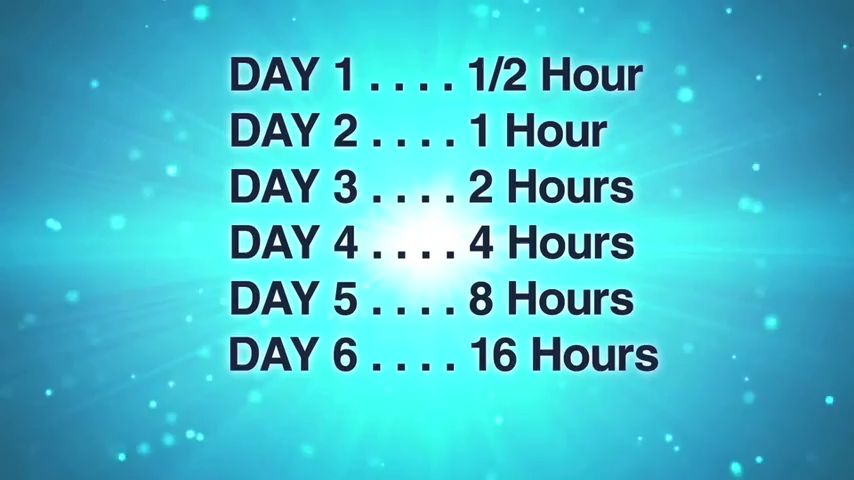 DAY 1 . . . . 1/2 Hour
DAY 2 . . . . 1 Hour
DAY 3 . . . . 2 Hours
DAY 4 . . . . 4 Hours
DAY 5 . . . . 8 Hours
DAY 6 . . . . 16 Hours